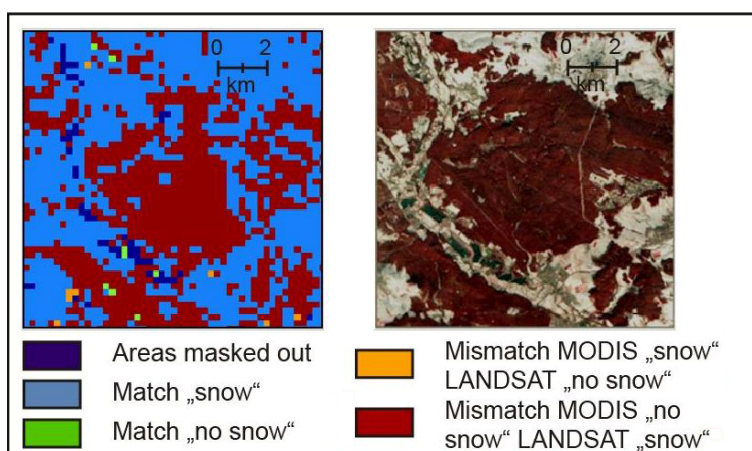 0 2
km
0 2
km
Areas masked out
Match „snow“
Match „no snow“
Mismatch MODIS „snow“
LANDSAT „no snow“
Mismatch MODIS „no
snow“ LANDSAT „snow“